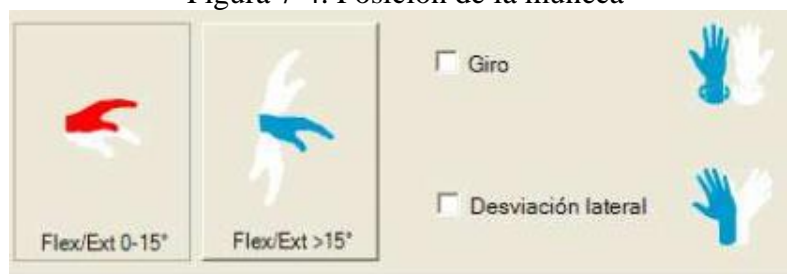 Figura 7-4. Posición de la muñeca
Giro
Desviación lateral
Flex/Ext 0-15°
Flex/Ext >15°